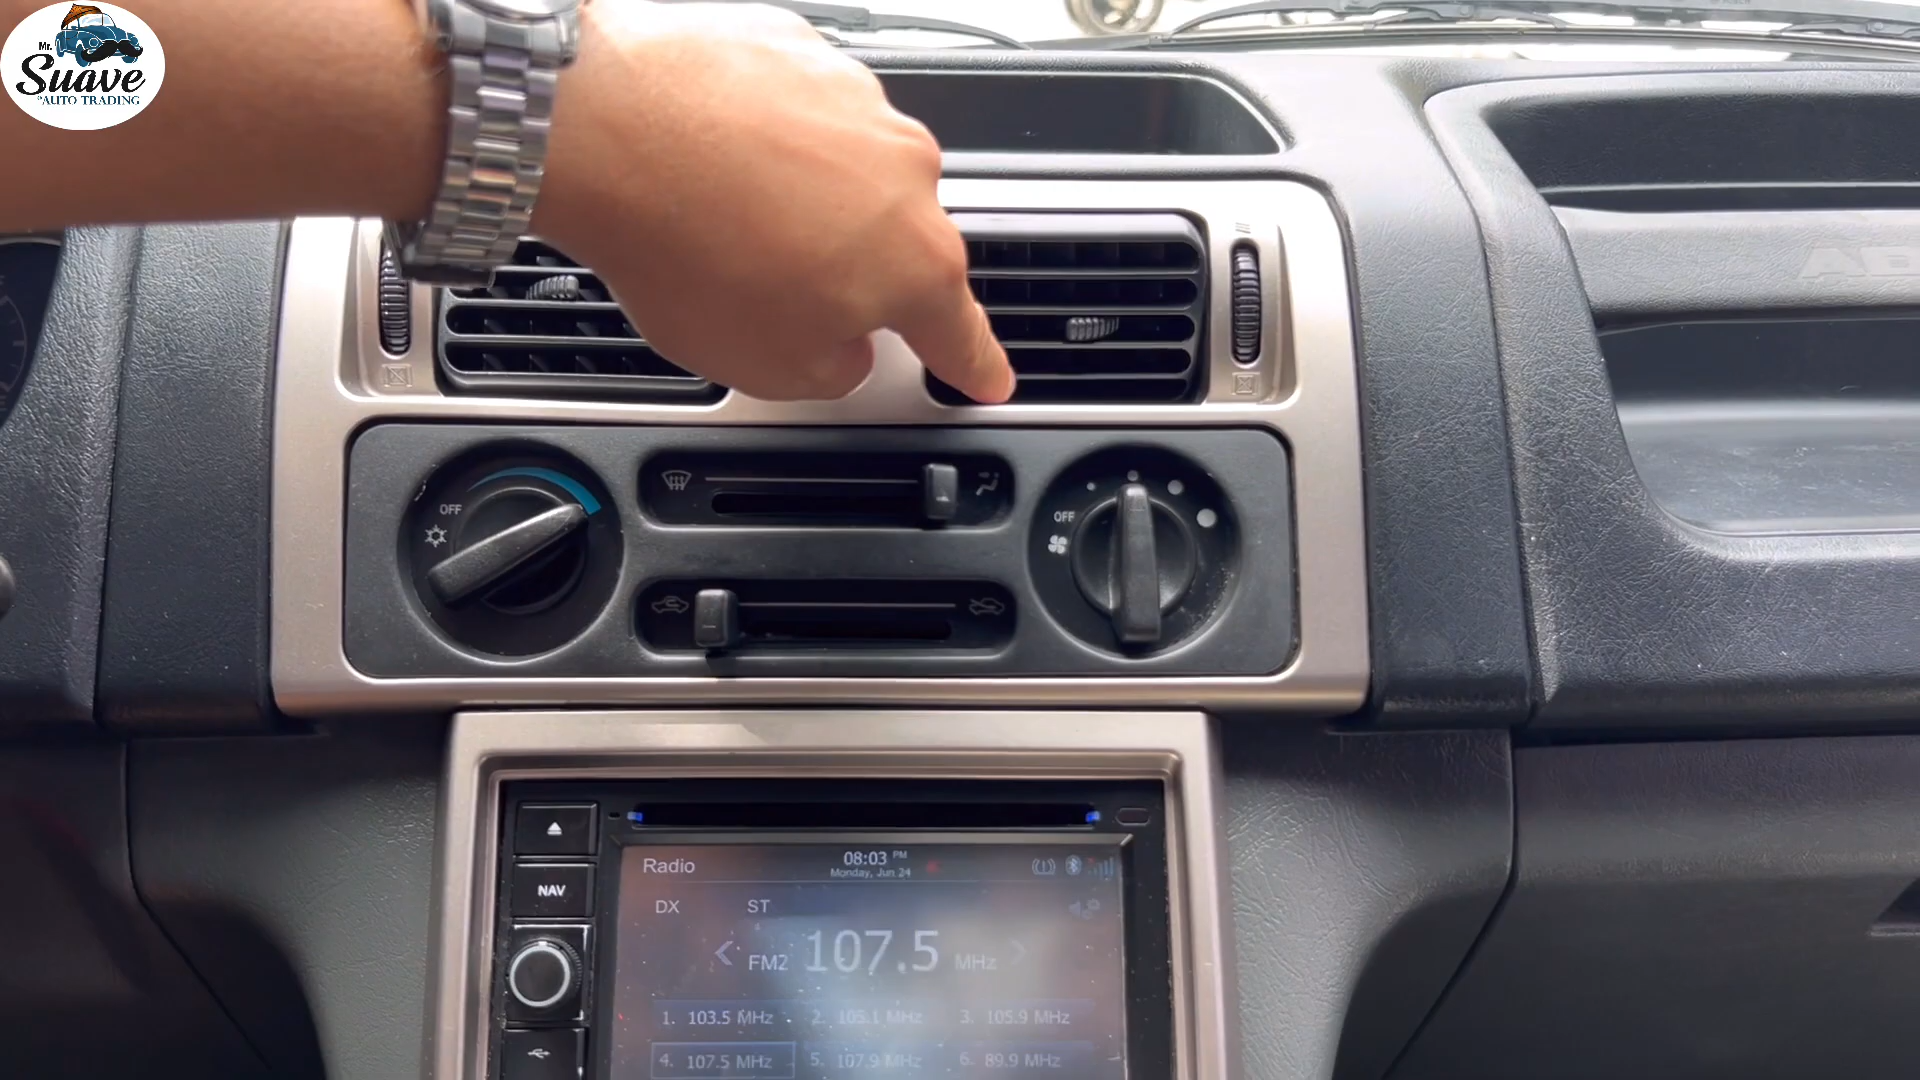 Mr.
Suave
AUTO TRADING
OFF
OFF
Radio
08:03 PM
Monday, Jun 24
NAV
DX
ST
FM2
107.5
MHz
1. 103.5 MHz
2. 105.1 MHz
3. 105.9 MHz
4. 107.5 MHz
5. 107.9 MHz
6. 89.9 MHz